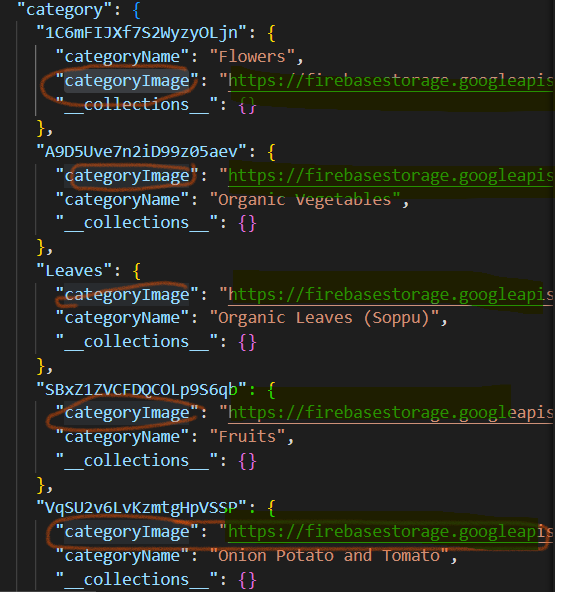 "category": {
"1C6mFIJXf7S2WyzyOLjn": {
"categoryName": "Flowers",
"categoryImage": "https://firebasestorage.googleapis
"__collections__": {}
},
"A9D5Uve7n2iD99z05aev": {
"categoryImage": "https://firebasestorage.googleapis
"categoryName": "Organic Vegetables",
"__collections__": {}
},
"Leaves": {
"categoryImage": "https://firebasestorage.googleapis
"categoryName": "Organic Leaves (Soppu)",
"__collections__": {}
},
"SBxZ1ZVCFDQCOLp9S6qb": {
"categoryImage": "https://firebasestorage.googleapis
"categoryName": "Fruits",
"__collections__": {}
},
"VqSU2v6LvKzmtgHpVSSP": {
"categoryImage": "https://firebasestorage.googleapis
"categoryName": "Onion Potato and Tomato",
"__collections__": {}